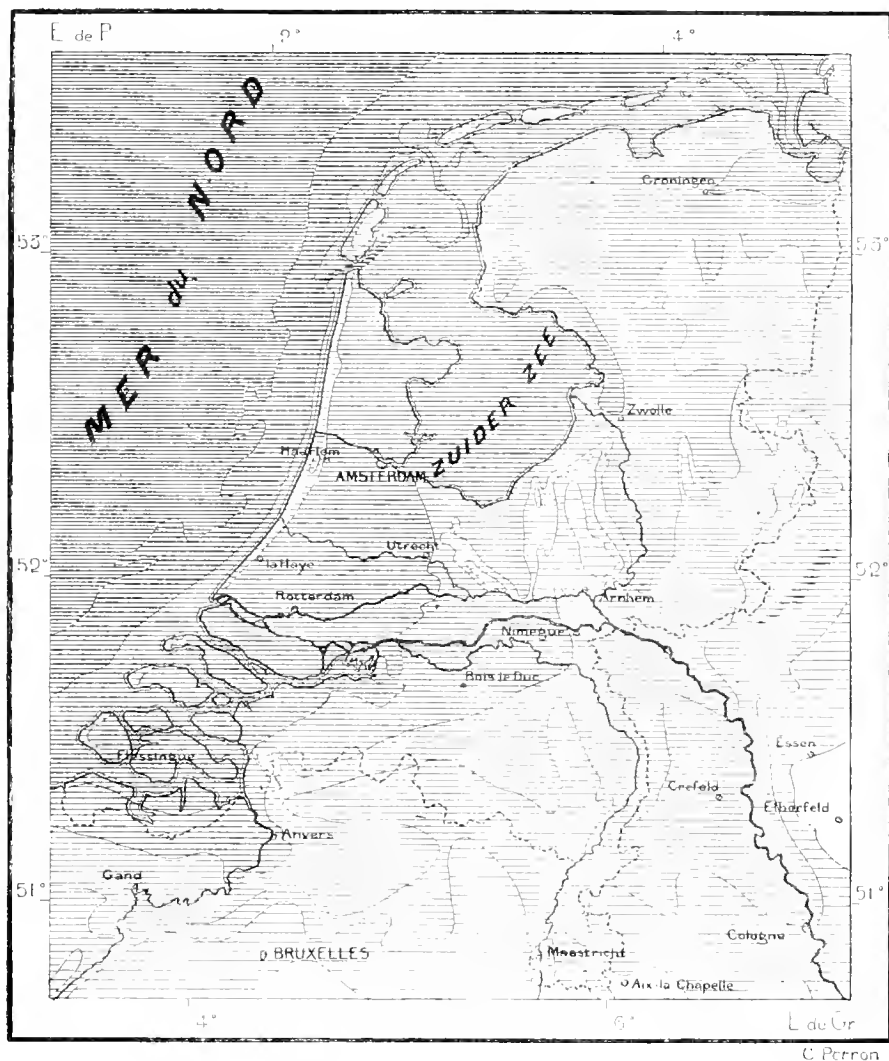 E de P
2°
4°
MER du NORD
Groningen
53°
53°
ZUIDER ZEE
Zwolle
Haarlem
AMSTERDAM
Utrecht
la Haye
52°
52°
Rotterdam
Arnhem
Nimegue
Bois le Duc
Flessingue
Essen
Crefeld
Elberfeld
Anvers
Gand
51°
51°
Cologne
BRUXELLES
Maestricht
Aix-la Chapelle
4°
6°
L du Gr
C Perron